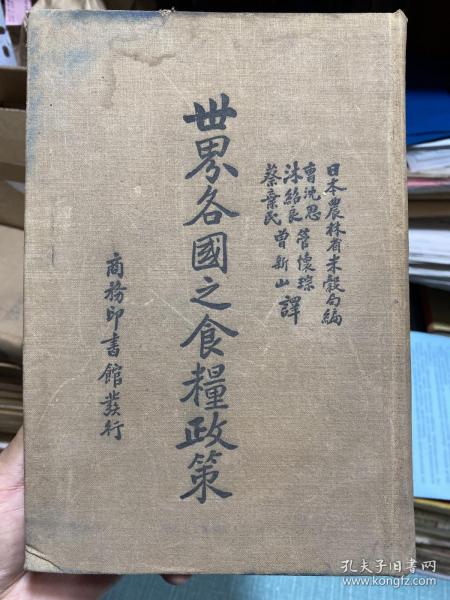 日本農林省米穀局編
曹沈思 管懷琮
沐紹良 曾新山 譯
蔡弃民
世界各國之食糧政策
商務印書館發行
孔夫子旧书网
www.kongfz.com